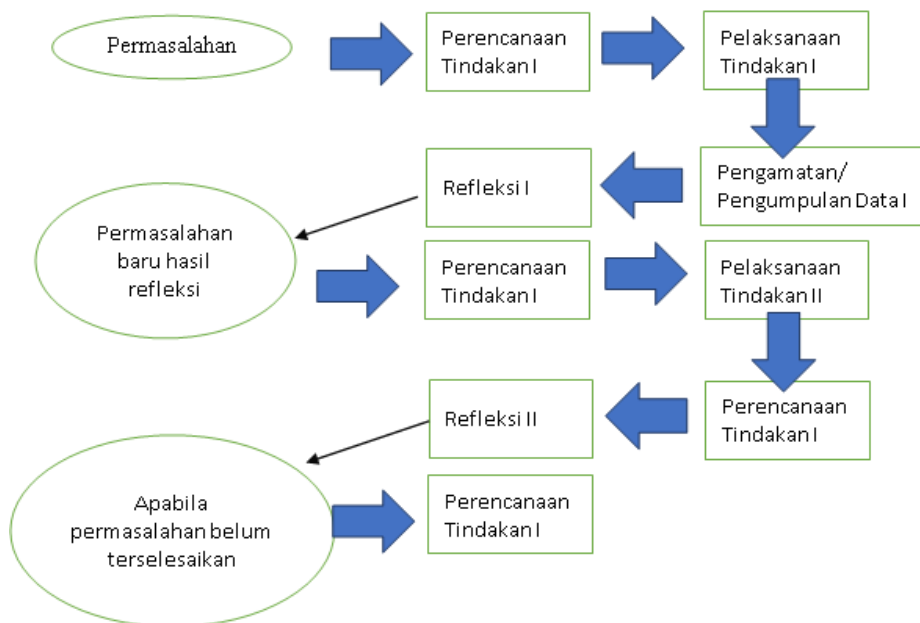 Permasalahan
Perencanaan
Tindakan I
Pelaksanaan
Tindakan I
Pengamatan/
Pengumpulan Data I
Refleksi I
Permasalahan
baru hasil
refleksi
Perencanaan
Tindakan I
Pelaksanaan
Tindakan II
Perencanaan
Tindakan I
Refleksi II
Apabila
permasalahan belum
terselesaikan
Perencanaan
Tindakan I